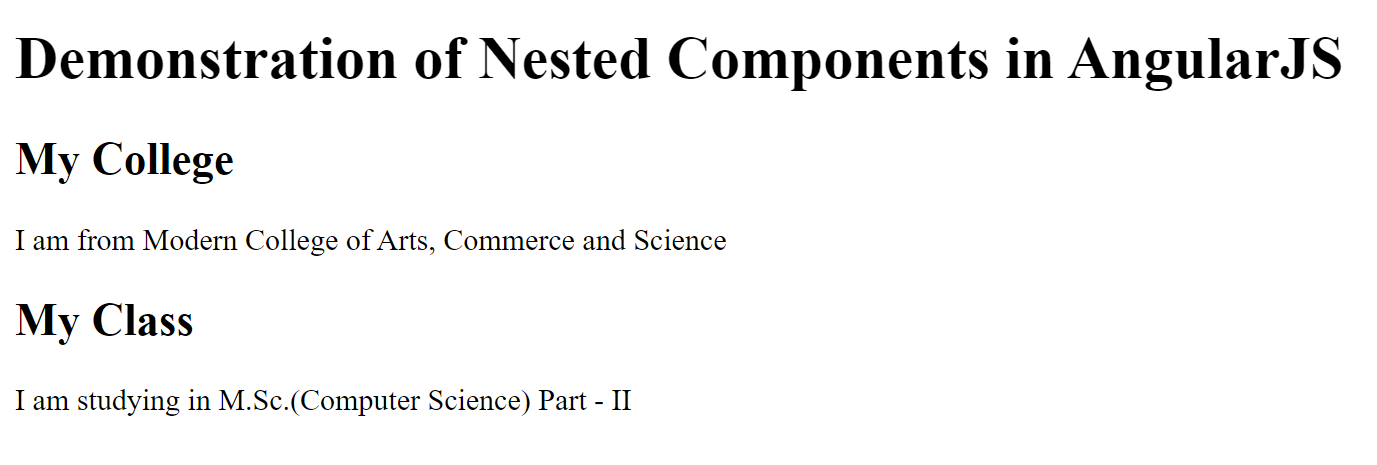 Demonstration of Nested Components in AngularJS
My College
I am from Modern College of Arts, Commerce and Science
My Class
I am studying in M.Sc.(Computer Science) Part - II